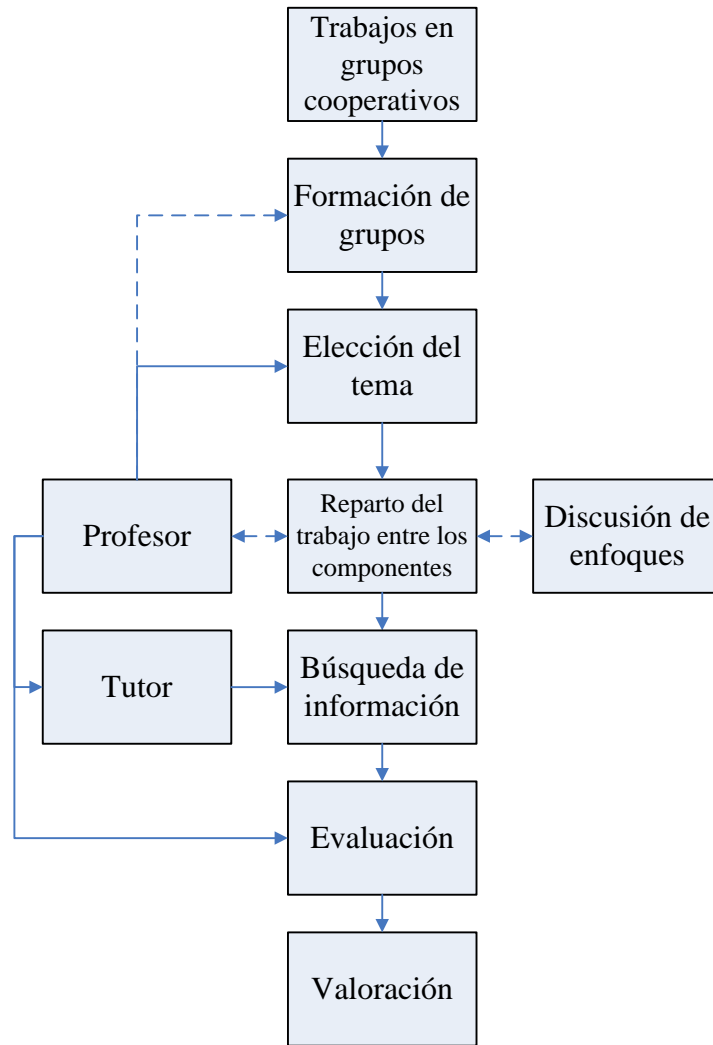 Trabajos en
grupos
cooperativos
Formación de
grupos
Elección del
tema
Profesor
Reparto del
trabajo entre los
componentes
Discusión de
enfoques
Tutor
Búsqueda de
información
Evaluación
Valoración